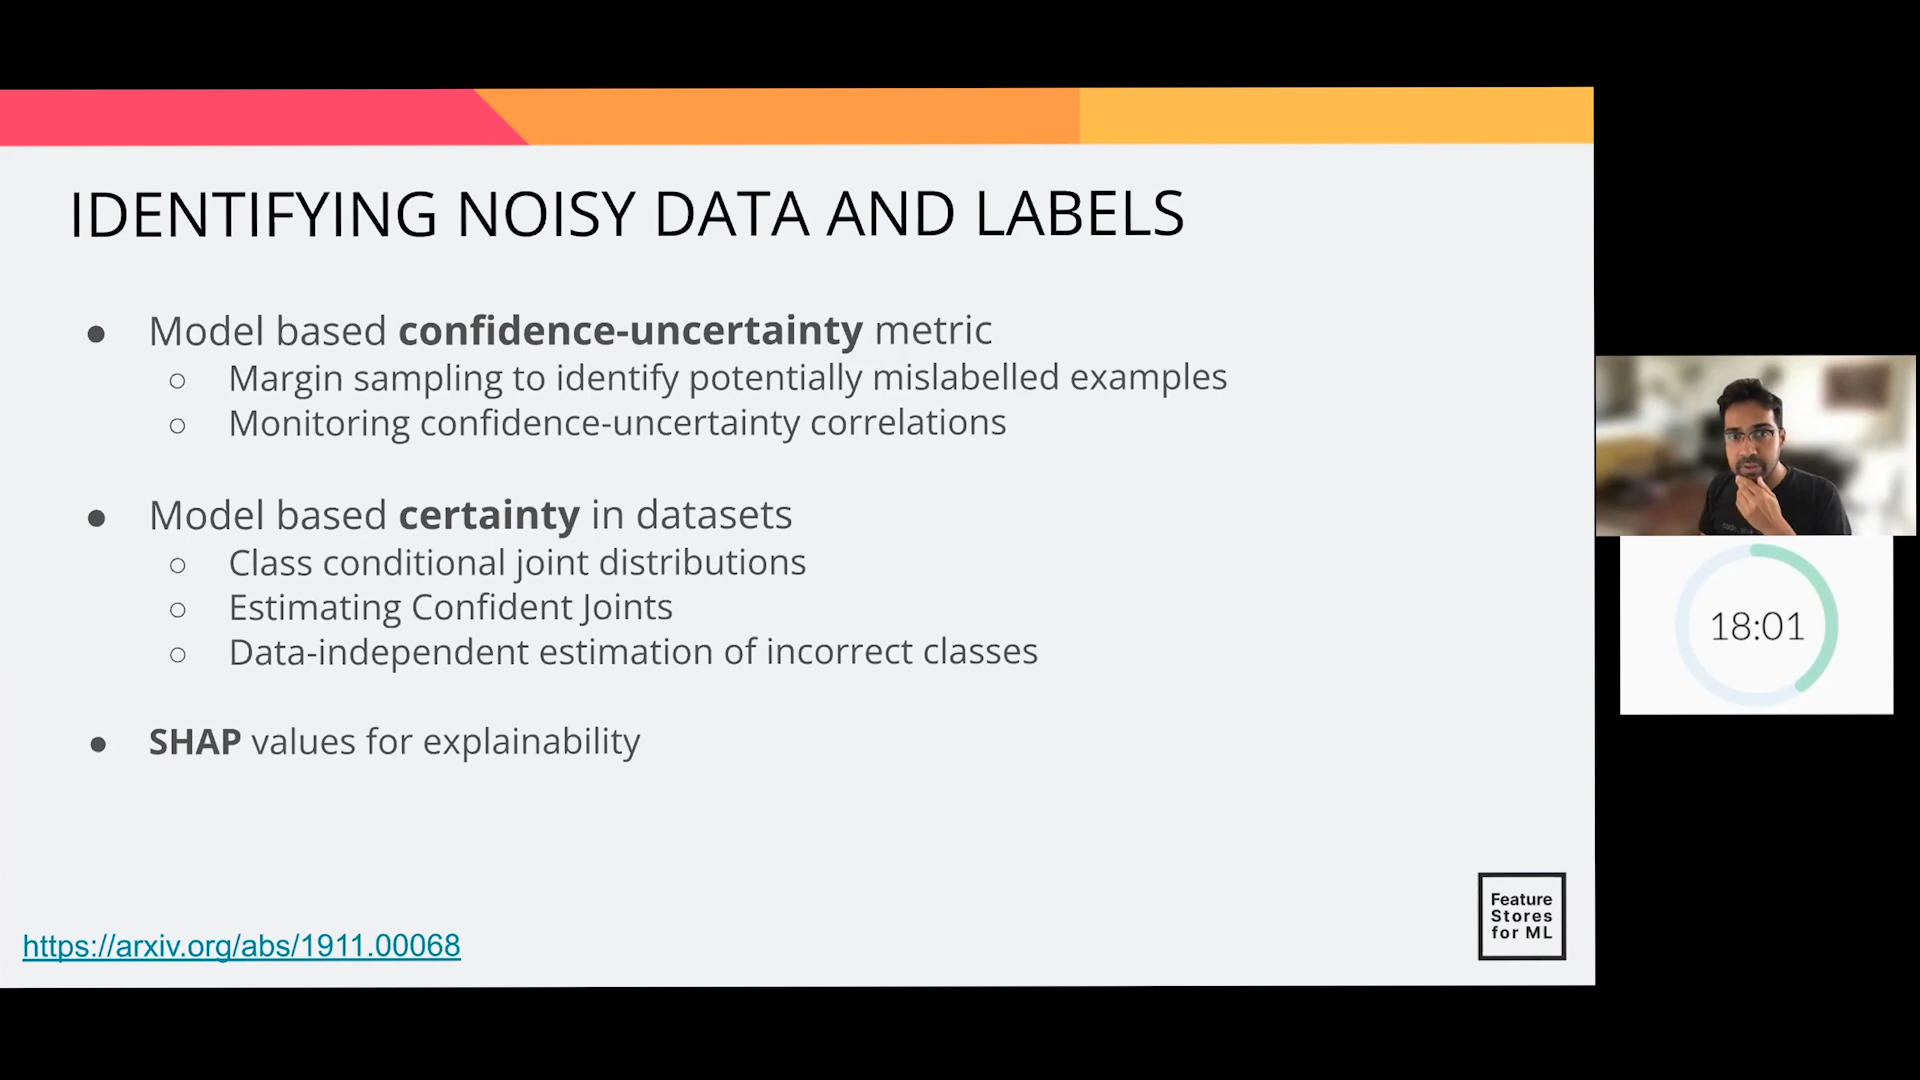 IDENTIFYING NOISY DATA AND LABELS
● Model based confidence-uncertainty metric
○ Margin sampling to identify potentially mislabelled examples
○ Monitoring confidence-uncertainty correlations
● Model based certainty in datasets
○ Class conditional joint distributions
○ Estimating Confident Joints
○ Data-independent estimation of incorrect classes
● SHAP values for explainability
https://arxiv.org/abs/1911.00068
Feature
Stores
for ML
18:01